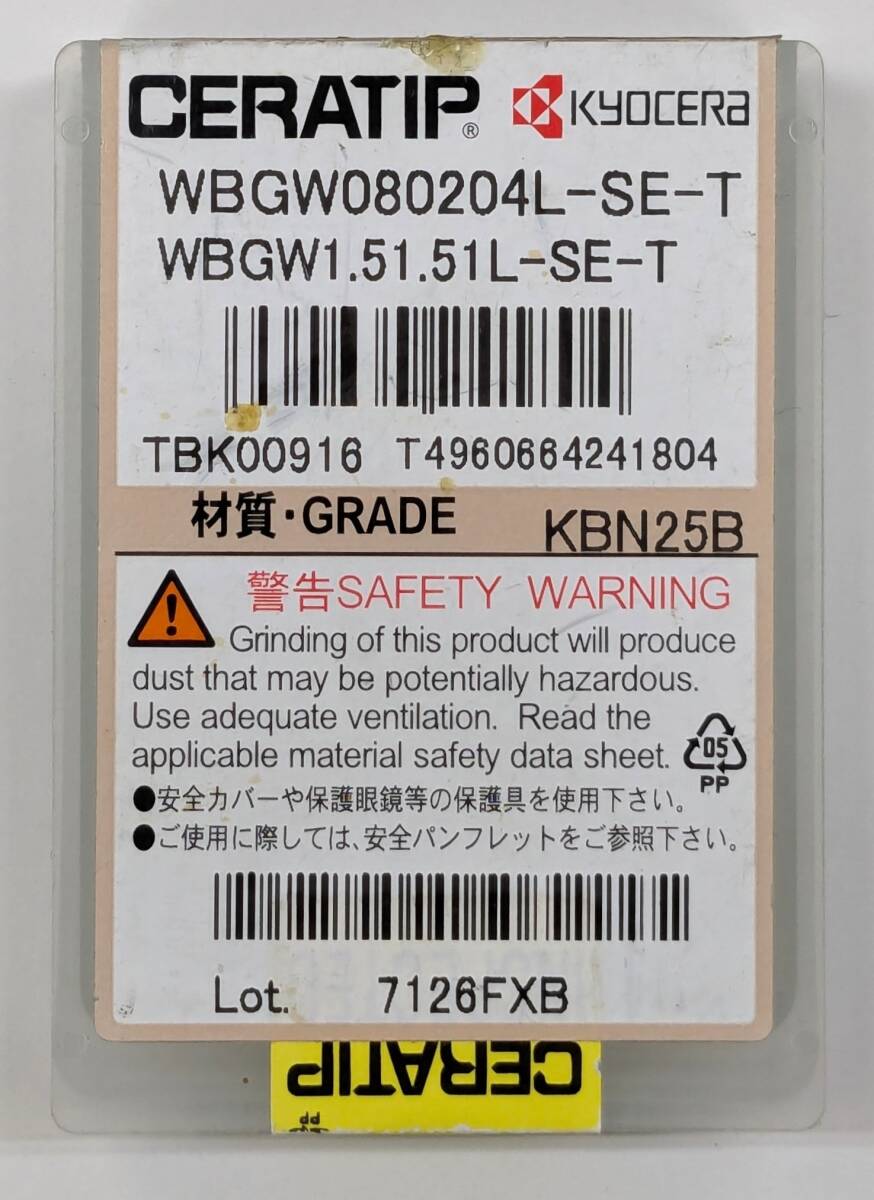 CERATIP® KYOCERA
WBGW080204L-SE-T
WBGW1.51.51L-SE-T
TBK00916 T4960664241804
材質・GRADE KBN25B
警告SAFETY WARNING
Grinding of this product will produce
dust that may be potentially hazardous.
Use adequate ventilation. Read the
applicable material safety data sheet.
05
PP
●安全カバーや保護眼鏡等の保護具を使用下さい。
●ご使用に際しては、安全パンフレットをご参照下さい。
Lot. 7126FXB
CERATIP